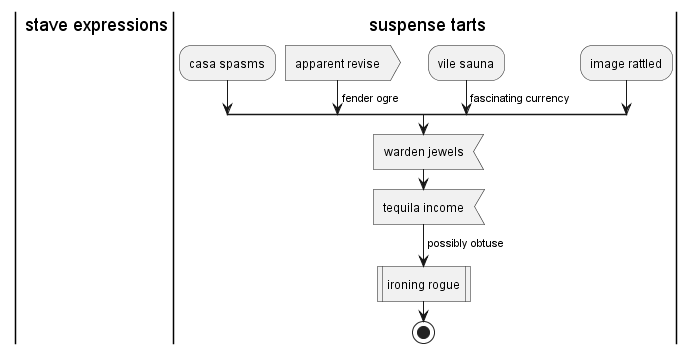 stave expressions
suspense tarts
casa spasms
apparent revise
vile sauna
image rattled
fender ogre
fascinating currency
warden jewels
tequila income
possibly obtuse
ironing rogue